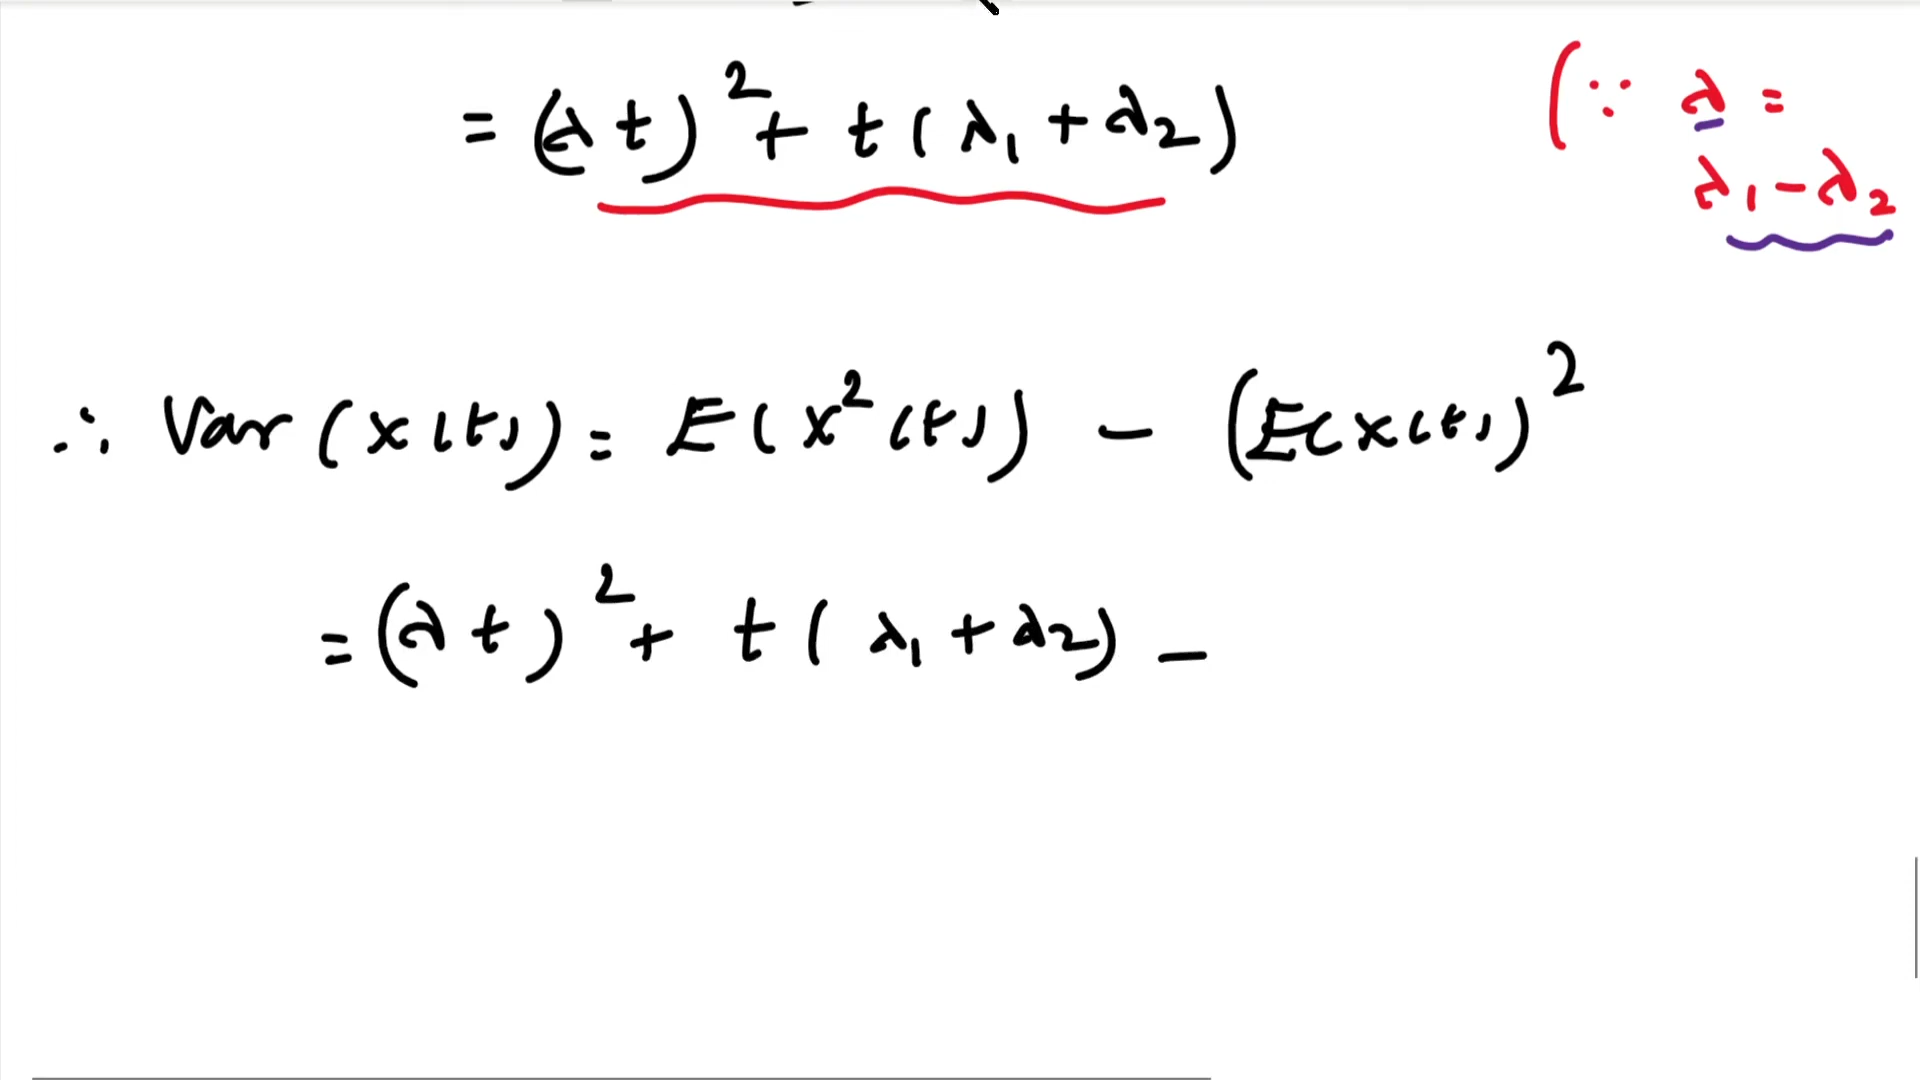 = (λt)² + t(λ₁ + λ₂)
(∵ λ =
λ₁ - λ₂
∴ Var(X(t)) = E(X²(t)) - (E(X(t))²
= (λt)² + t(λ₁ + λ₂) -